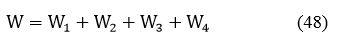 W = W₁ + W₂ + W₃ + W₄ (48)